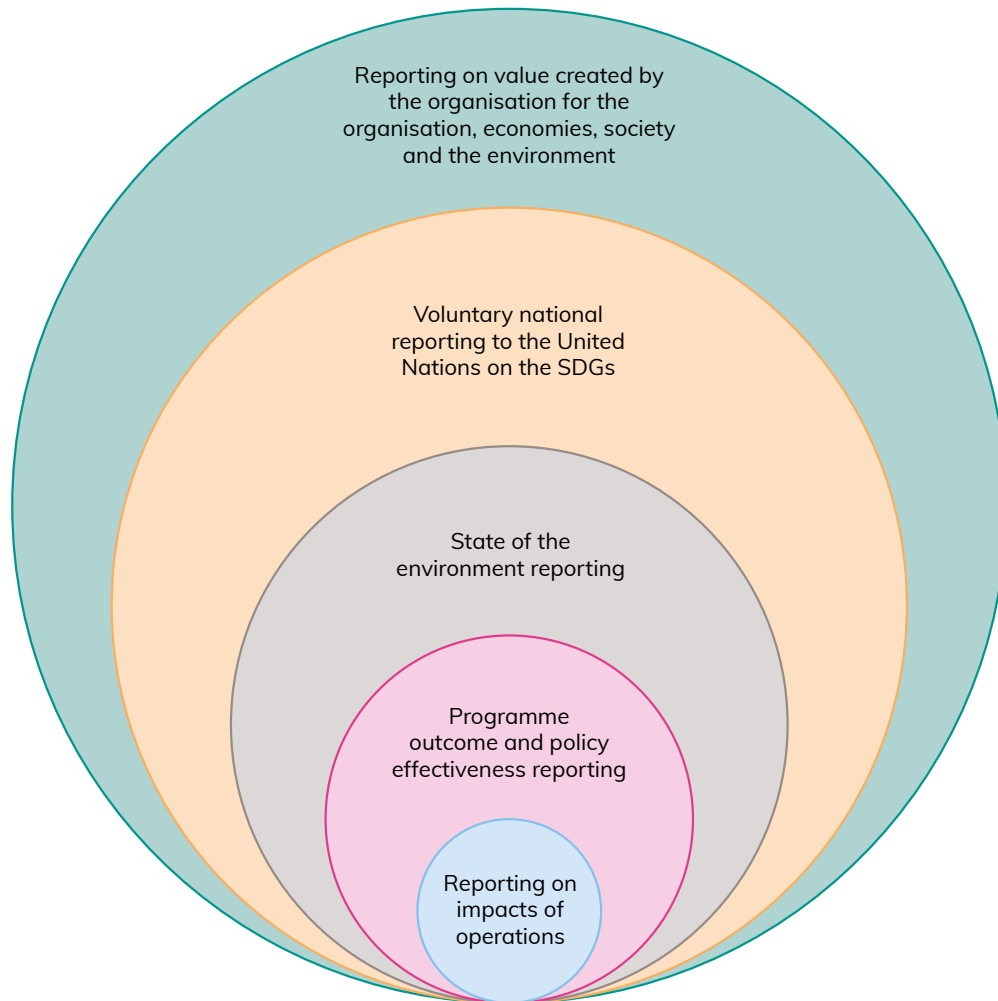 Reporting on value created by
the organisation for the
organisation, economies, society
and the environment
Voluntary national
reporting to the United
Nations on the SDGs
State of the
environment reporting
Programme
outcome and policy
effectiveness reporting
Reporting on
impacts of
operations